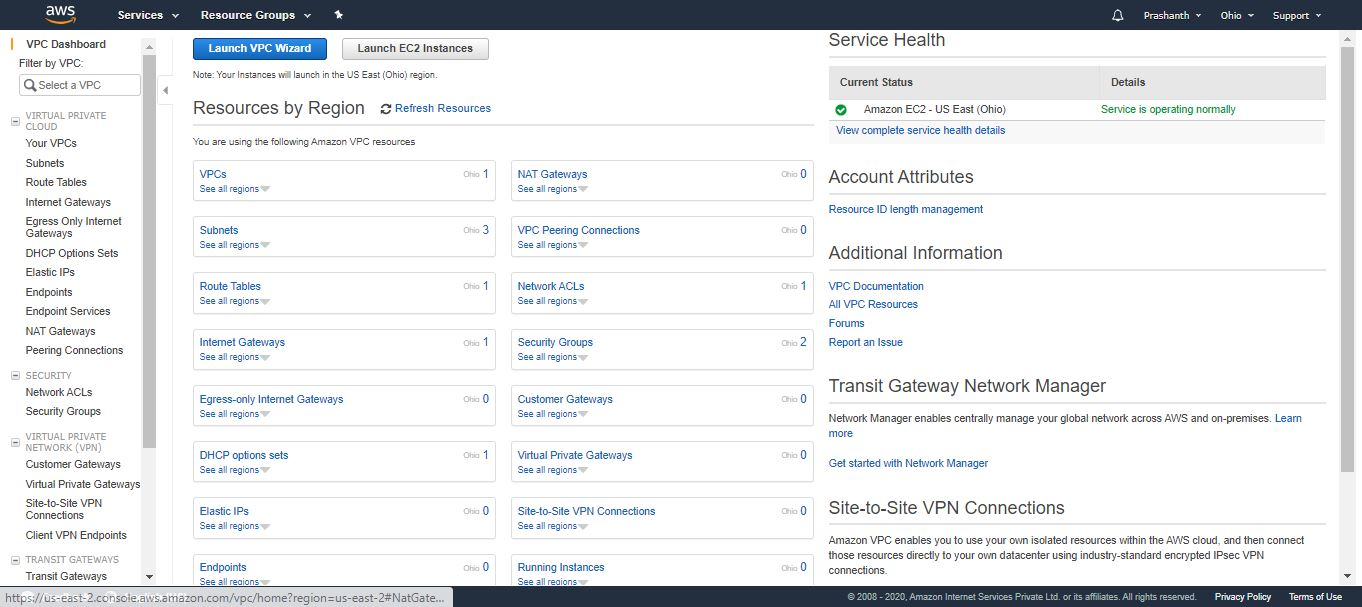 aws
Services
Resource Groups
Prashanth
Ohio
Support
VPC Dashboard
Filter by VPC:
Select a VPC
VIRTUAL PRIVATE
CLOUD
Your VPCs
Subnets
Route Tables
Internet Gateways
Egress Only Internet
Gateways
DHCP Options Sets
Elastic IPs
Endpoints
Endpoint Services
NAT Gateways
Peering Connections
SECURITY
Network ACLs
Security Groups
VIRTUAL PRIVATE
NETWORK (VPN)
Customer Gateways
Virtual Private Gateways
Site-to-Site VPN
Connections
Client VPN Endpoints
TRANSIT GATEWAYS
Transit Gateways
Launch VPC Wizard
Launch EC2 Instances
Note: Your Instances will launch in the US East (Ohio) region.
Resources by Region
Refresh Resources
You are using the following Amazon VPC resources
VPCs Ohio 1
See all regions
NAT Gateways Ohio 0
See all regions
Subnets Ohio 3
See all regions
VPC Peering Connections Ohio 0
See all regions
Route Tables Ohio 1
See all regions
Network ACLs Ohio 1
See all regions
Internet Gateways Ohio 1
See all regions
Security Groups Ohio 2
See all regions
Egress-only Internet Gateways Ohio 0
See all regions
Customer Gateways Ohio 0
See all regions
DHCP options sets Ohio 1
See all regions
Virtual Private Gateways Ohio 0
See all regions
Elastic IPs Ohio 0
See all regions
Site-to-Site VPN Connections Ohio 0
See all regions
Endpoints Ohio 0
See all regions
Running Instances Ohio 0
See all regions
Service Health
Current Status Details
Amazon EC2 - US East (Ohio) Service is operating normally
View complete service health details
Account Attributes
Resource ID length management
Additional Information
VPC Documentation
All VPC Resources
Forums
Report an Issue
Transit Gateway Network Manager
Network Manager enables centrally manage your global network across AWS and on-premises. Learn
more
Get started with Network Manager
Site-to-Site VPN Connections
Amazon VPC enables you to use your own isolated resources within the AWS cloud, and then connect
those resources directly to your own datacenter using industry-standard encrypted IPsec VPN
connections.
https://us-east-2.console.aws.amazon.com/vpc/home?region=us-east-2#NatGate...
© 2008 - 2020, Amazon Internet Services Private Ltd. or its affiliates. All rights reserved.
Privacy Policy
Terms of Use